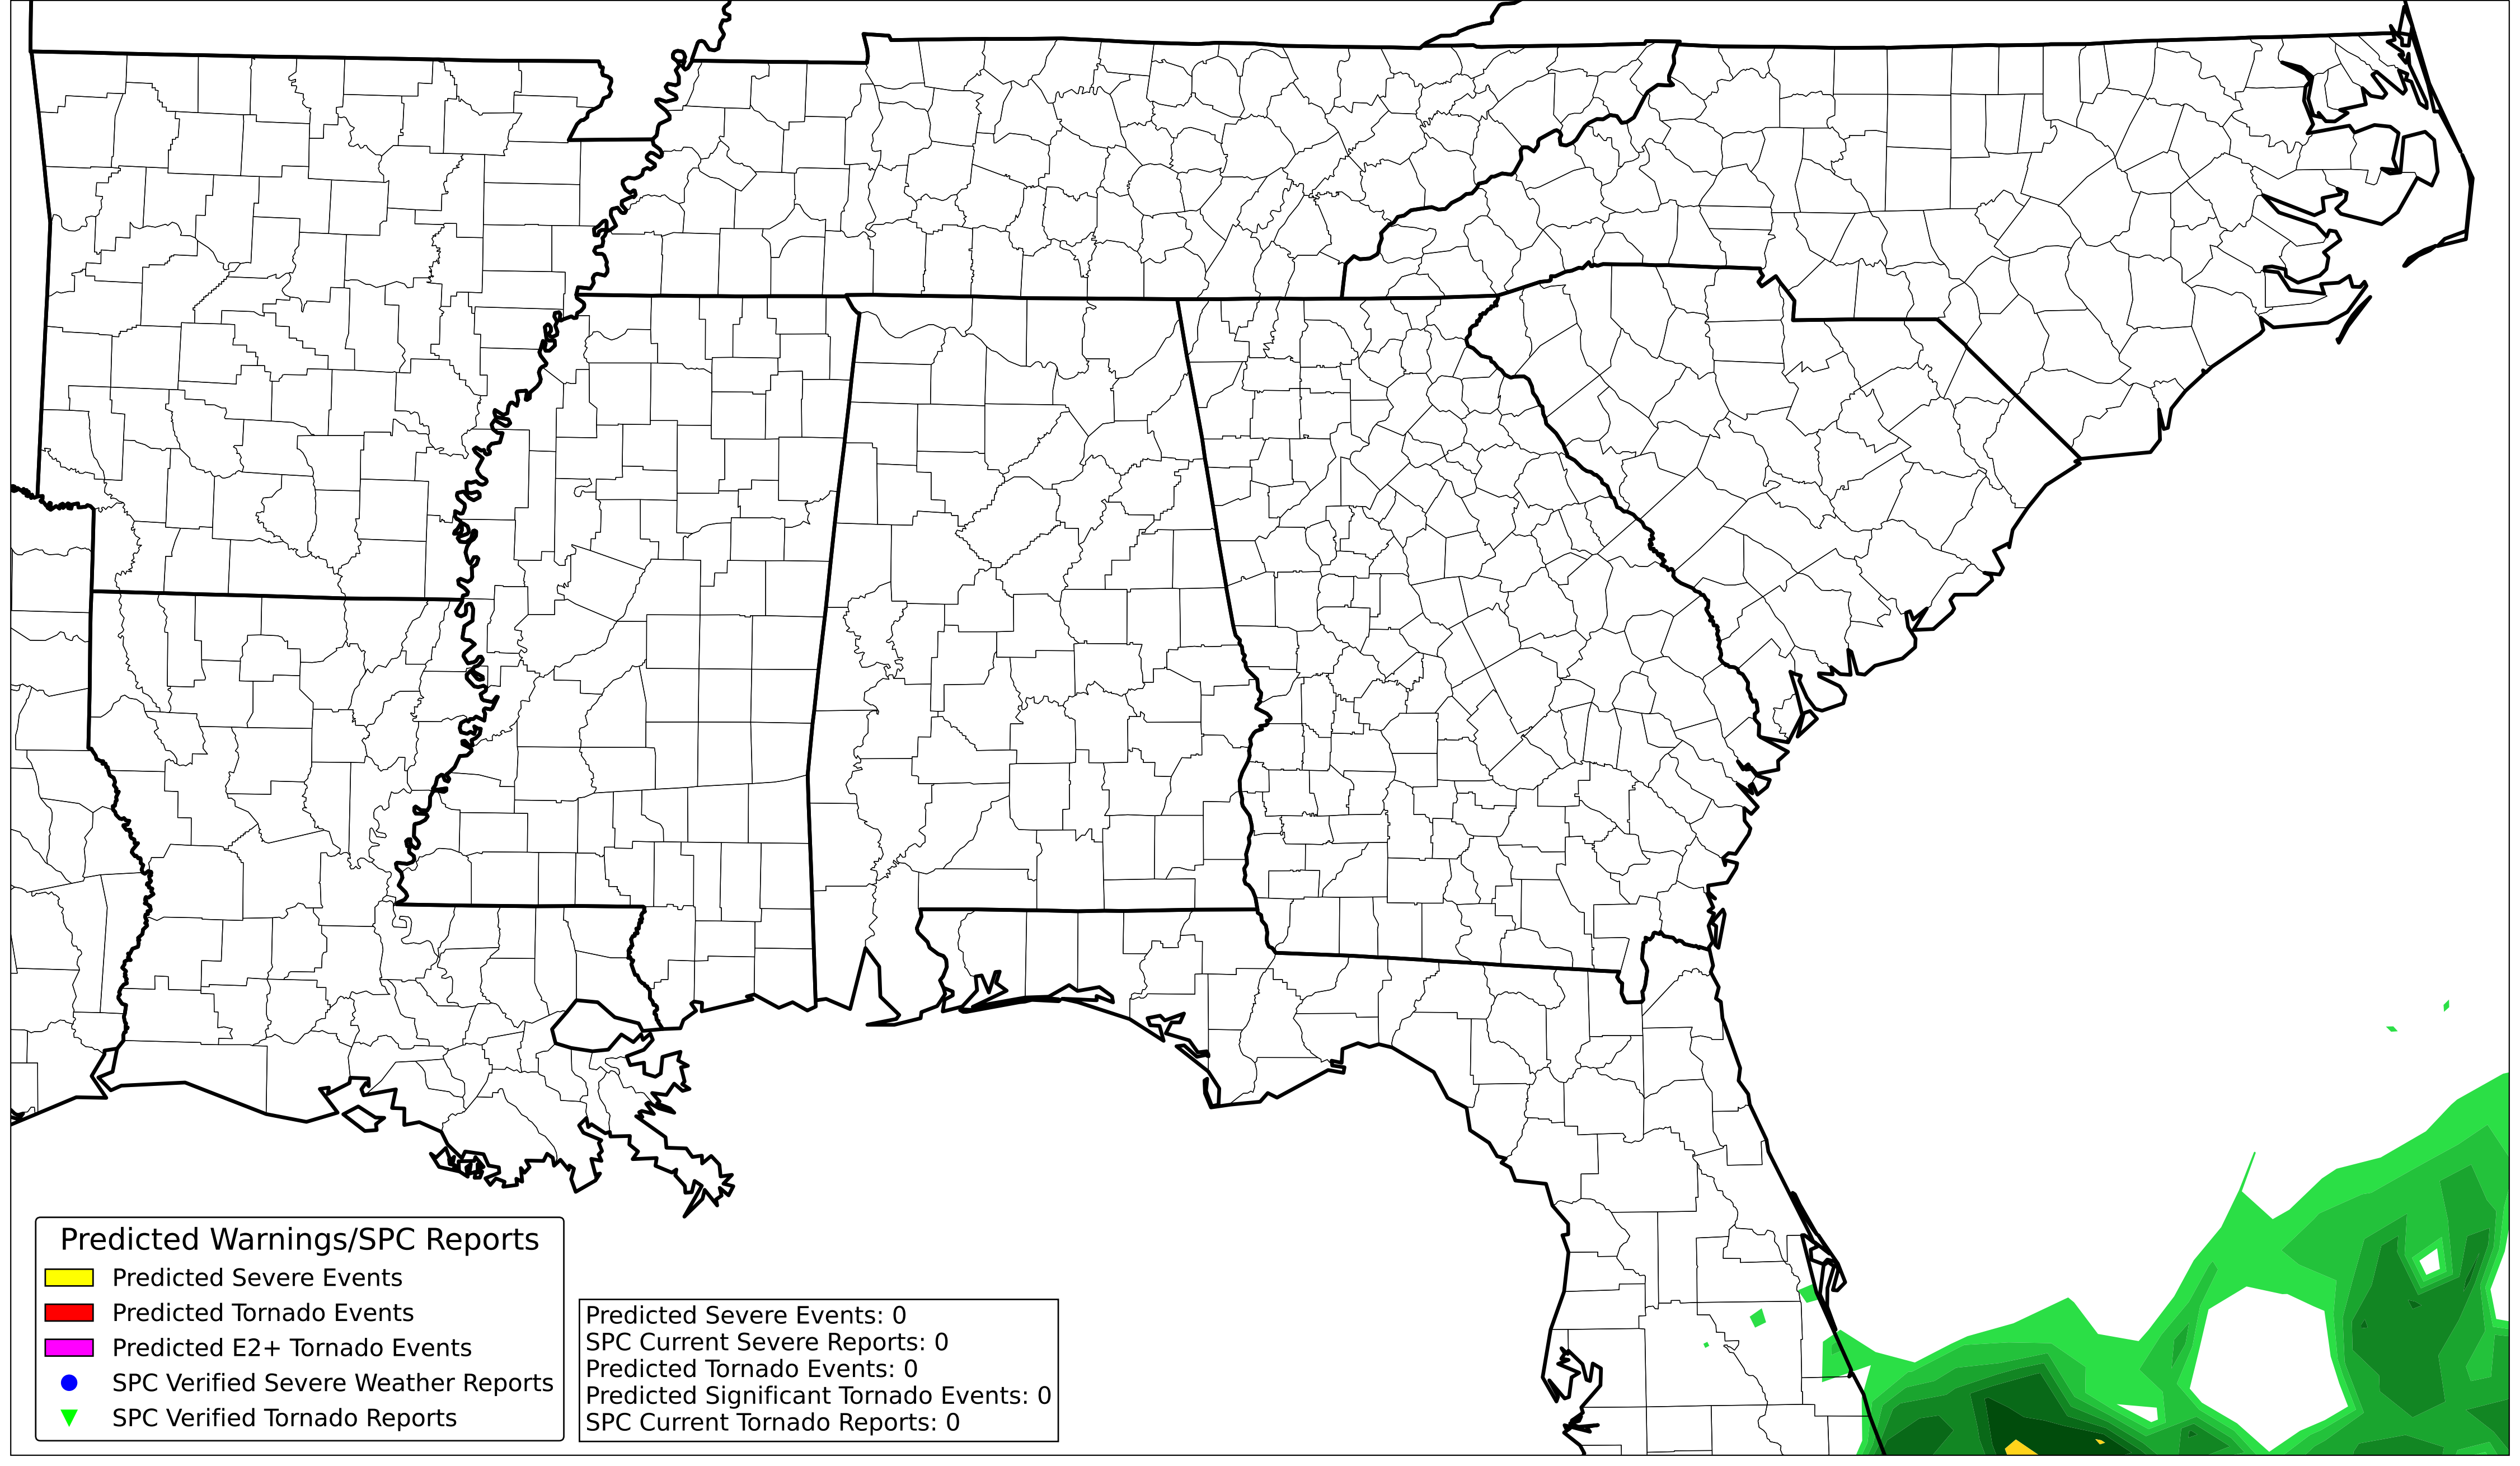 Predicted Warnings/SPC Reports
Predicted Severe Events
Predicted Tornado Events
Predicted E2+ Tornado Events
SPC Verified Severe Weather Reports
SPC Verified Tornado Reports
Predicted Severe Events: 0
SPC Current Severe Reports: 0
Predicted Tornado Events: 0
Predicted Significant Tornado Events: 0
SPC Current Tornado Reports: 0